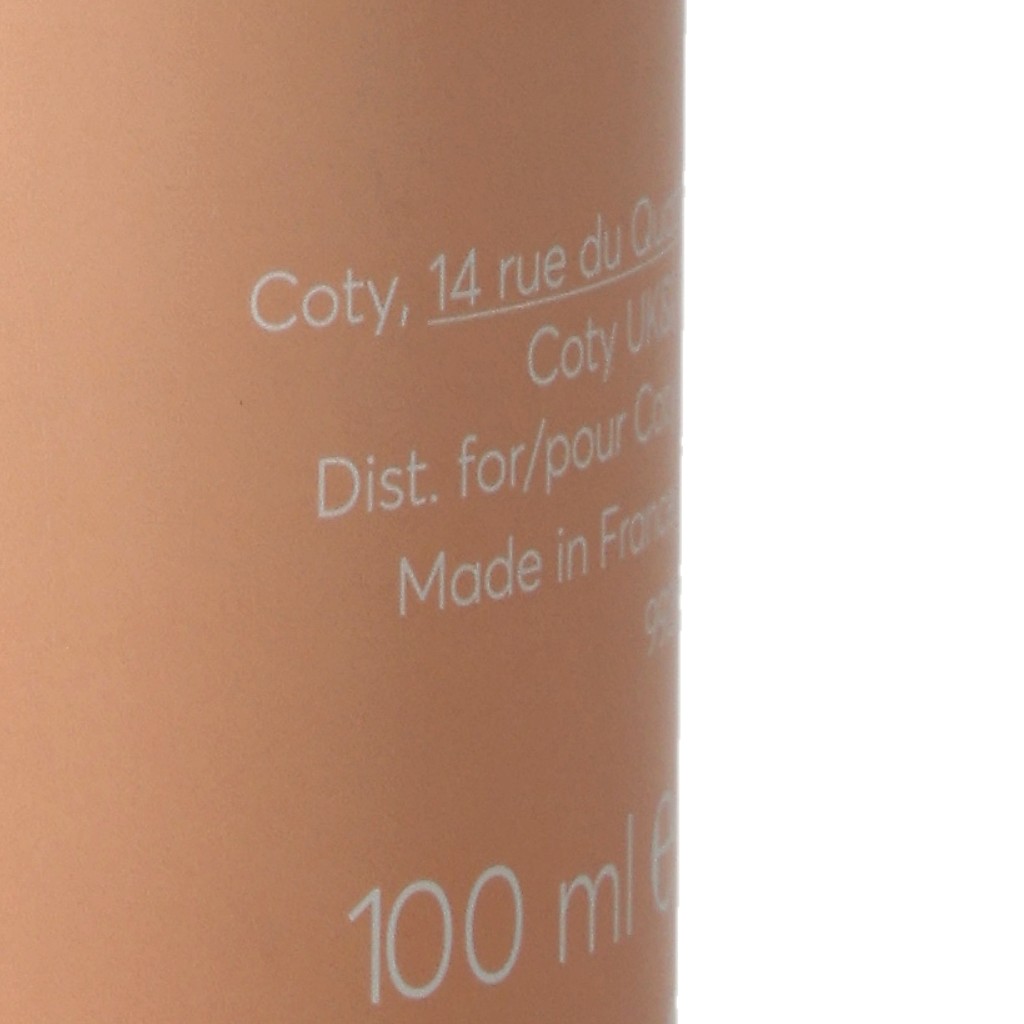 Coty, 14 rue du
Coty
Dist. for/pour
Made in
100 ml e